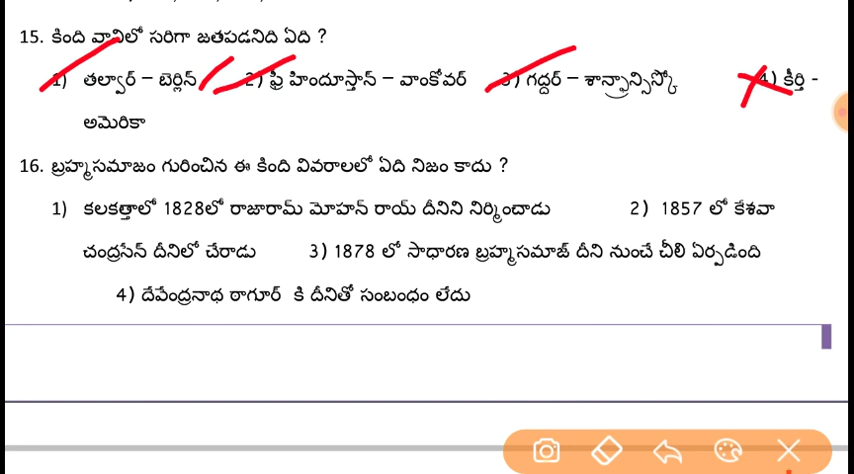 15. కింది వానిలో సరిగా జతపడనిది ఏది ?
1) తల్వార్ – బెర్లిన్ 2) ఫ్రీ హిందూస్తాన్ – వాంకోవర్ 3) గద్దర్ – శాన్ఫ్రాన్సిస్కో 4) కీర్తి -
అమెరికా
16. బ్రహ్మసమాజం గురించిన ఈ కింది వివరాలలో ఏది నిజం కాదు ?
1) కలకత్తాలో 1828లో రాజారామ్ మోహన్ రాయ్ దీనిని నిర్మించాడు 2) 1857 లో కేశవా
చంద్రసేన్ దీనిలో చేరాడు 3) 1878 లో సాధారణ బ్రహ్మసమాజ్ దీని నుంచే చీలి ఏర్పడింది
4) దేవేంద్రనాథ ఠాగూర్ కి దీనితో సంబంధం లేదు